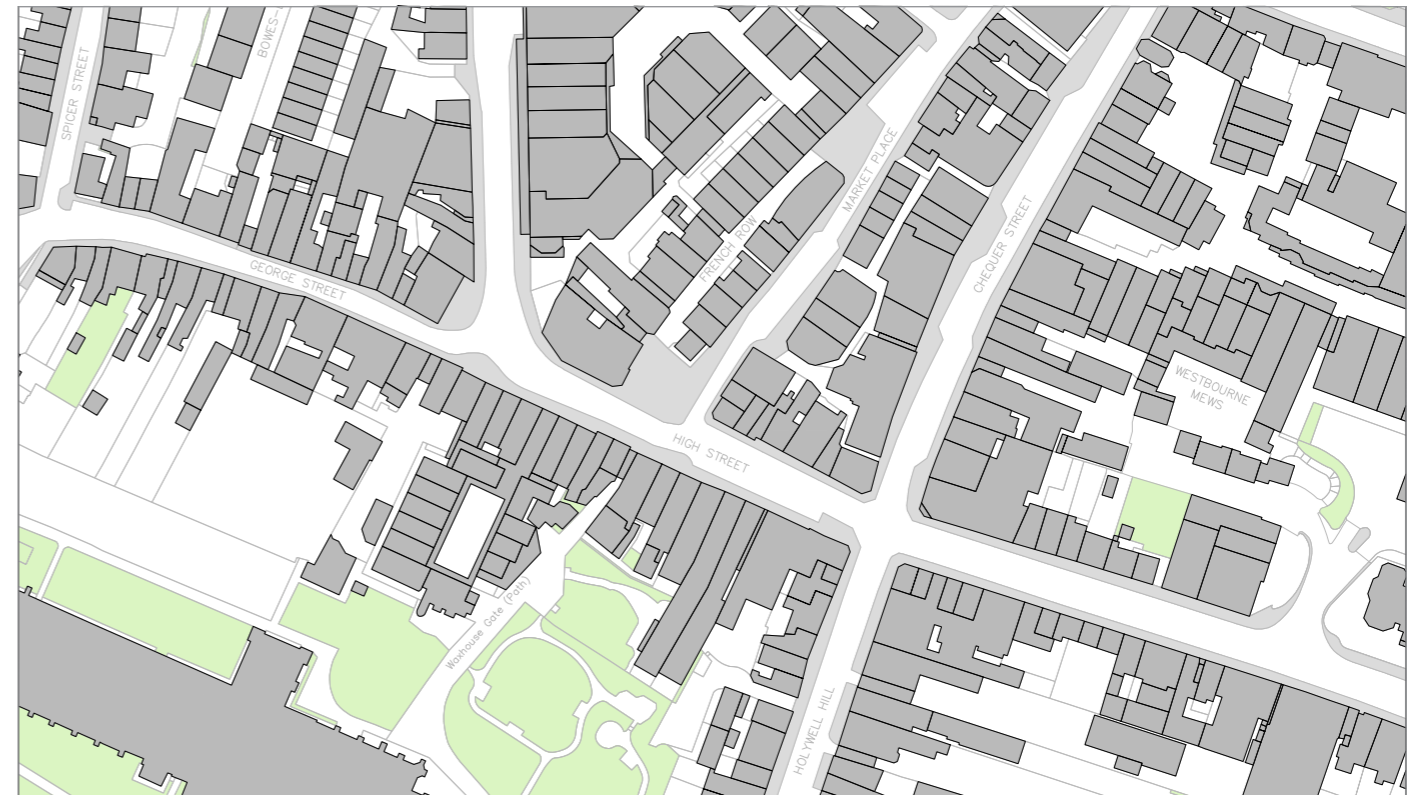 SPICER STREET
BOWES-
GEORGE STREET
FRENCH ROW
MARKET PLACE
CHEQUER STREET
HIGH STREET
WESTBOURNE
MEWS
Waxhouse Gate (Path)
HOLYWELL HILL